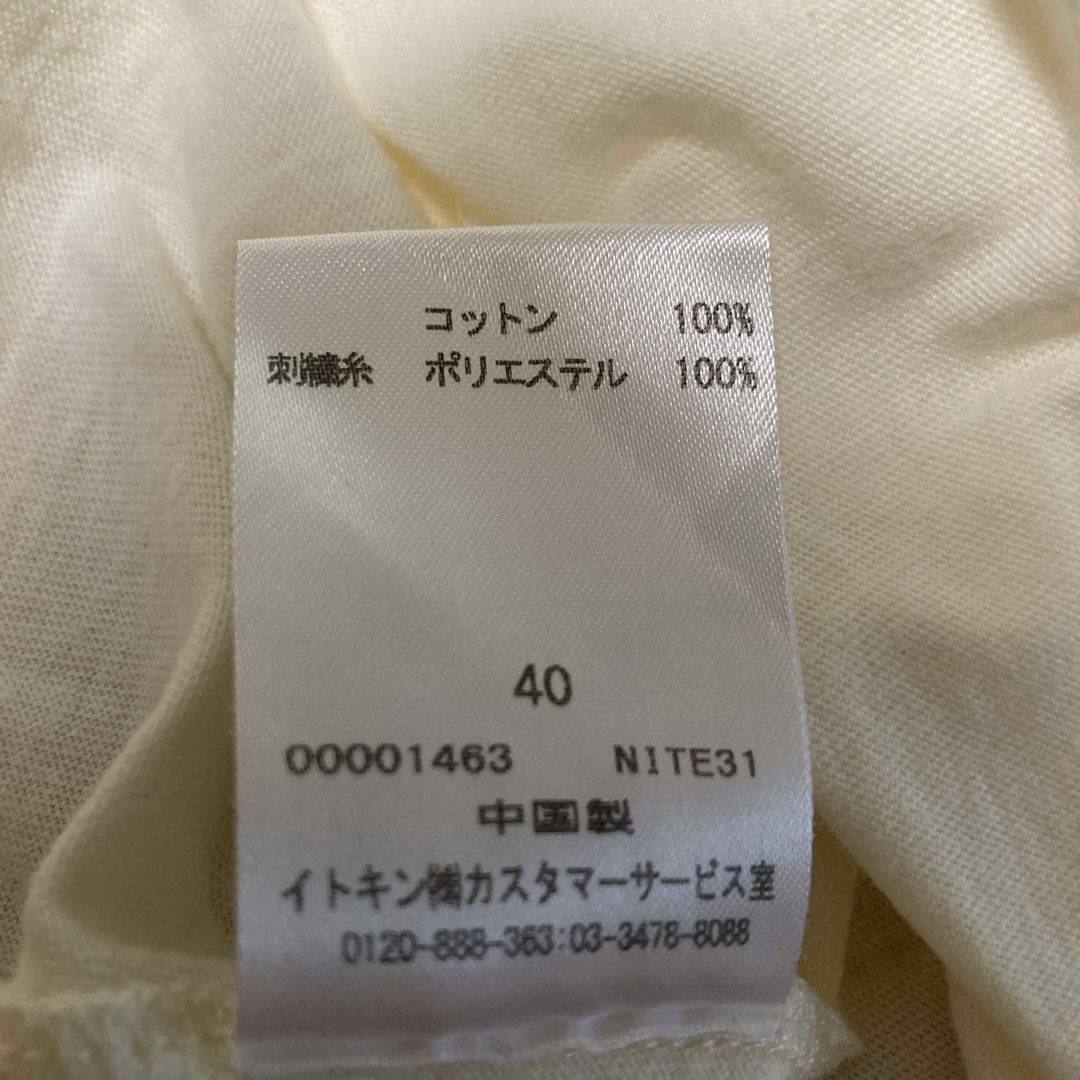 コットン 100%
刺繍糸 ポリエステル 100%
40
00001463 NITE31
中国製
イトキン㈱カスタマーサービス室
0120-888-363:03-3478-8088